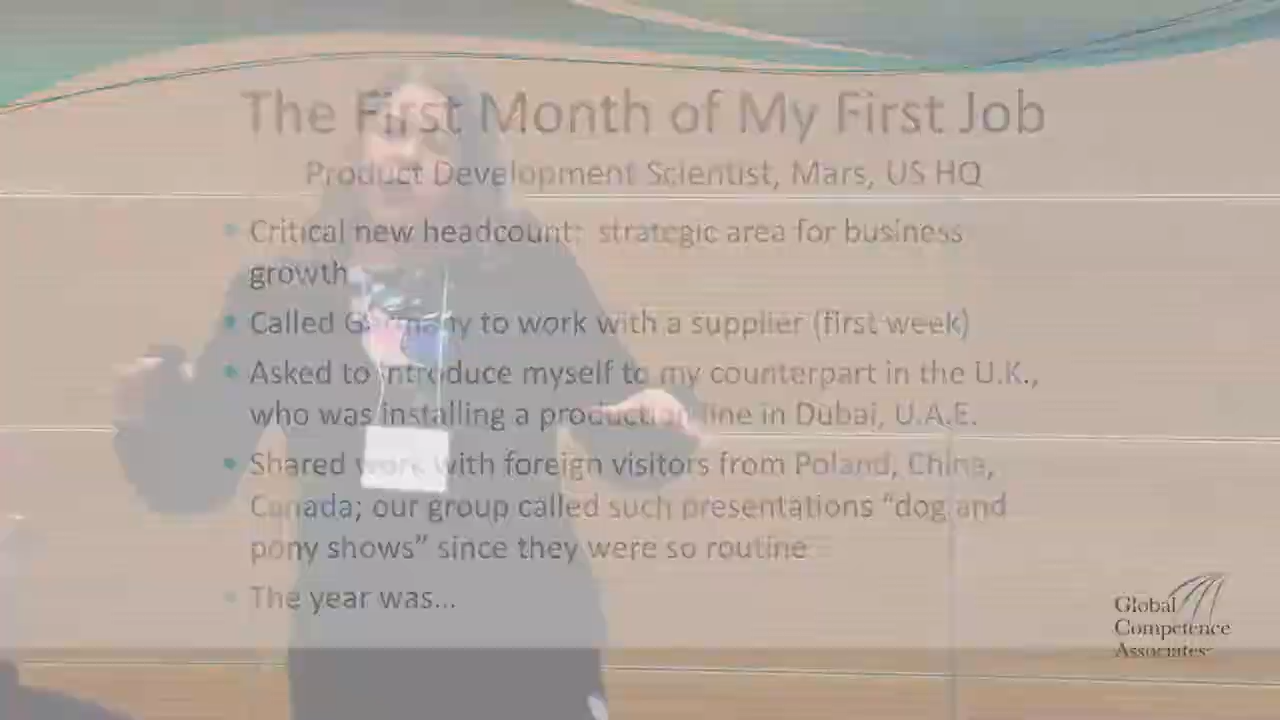 The First Month of My First Job
Product Development Scientist, Mars, US HQ
Critical new headcount: strategic area for business
growth
Called Germany to work with a supplier (first week)
Asked to introduce myself to my counterpart in the U.K.,
who was installing a production line in Dubai, U.A.E.
Shared work with foreign visitors from Poland, China,
Canada; our group called such presentations “dog and
pony shows” since they were so routine
The year was...
Global
Competence
Associates